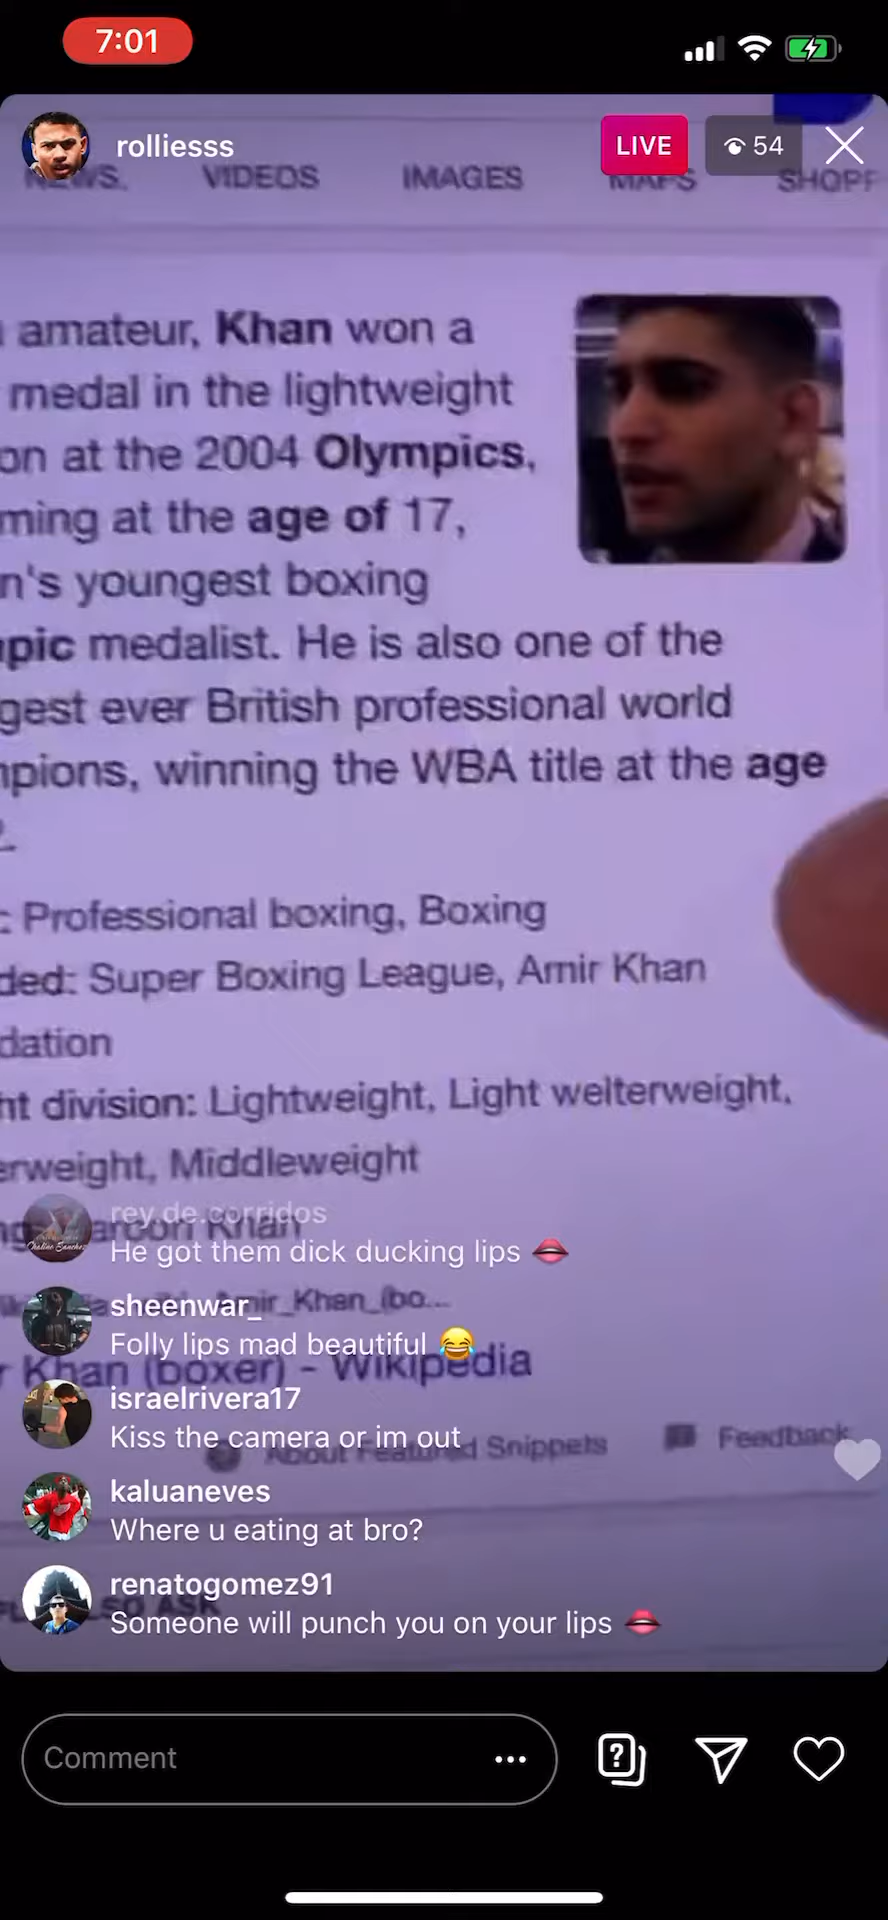 7:01
rolliesss
LIVE
54
NEWS
VIDEOS
IMAGES
MAPS
SHOPP
amateur, Khan won a
medal in the lightweight
on at the 2004 Olympics,
ming at the age of 17,
n's youngest boxing
pic medalist. He is also one of the
gest ever British professional world
mpions, winning the WBA title at the age
: Professional boxing, Boxing
ded: Super Boxing League, Amir Khan
dation
ht division: Lightweight, Light welterweight,
erweight, Middleweight
rey.de.corridos
He got them dick ducking lips 👄
sheenwar_
Folly lips mad beautiful 😂
Khan (boxer) - Wikipedia
israelrivera17
Kiss the camera or im out
About Featured Snippets
Feedback
kaluaneves
Where u eating at bro?
renatogomez91
Someone will punch you on your lips 👄
Comment